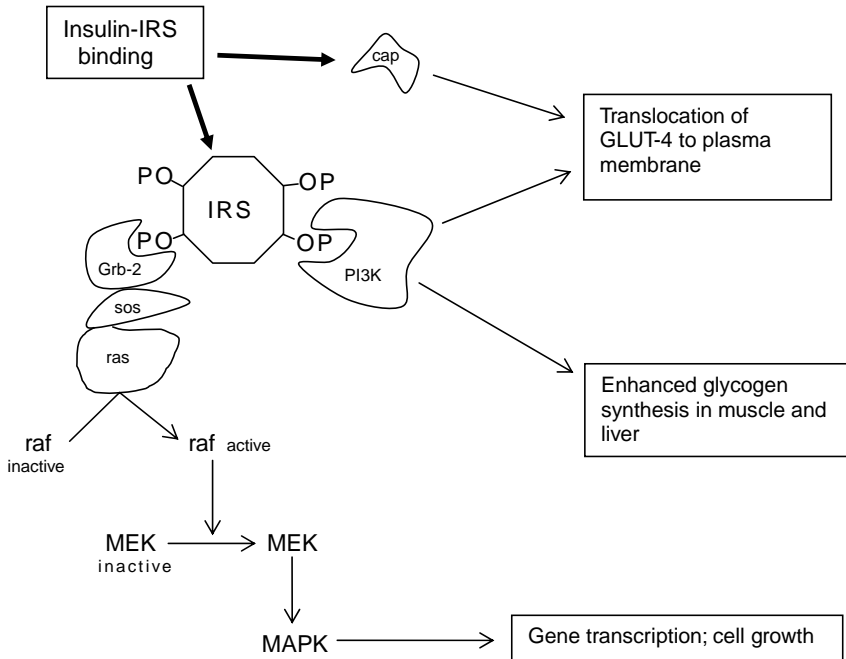 Insulin-IRS
binding
cap
Translocation of
GLUT-4 to plasma
membrane
PO
OP
IRS
PO
OP
Grb-2
PI3K
sos
ras
Enhanced glycogen
synthesis in muscle and
liver
raf
inactive
raf active
MEK
inactive
MEK
MAPK
Gene transcription; cell growth